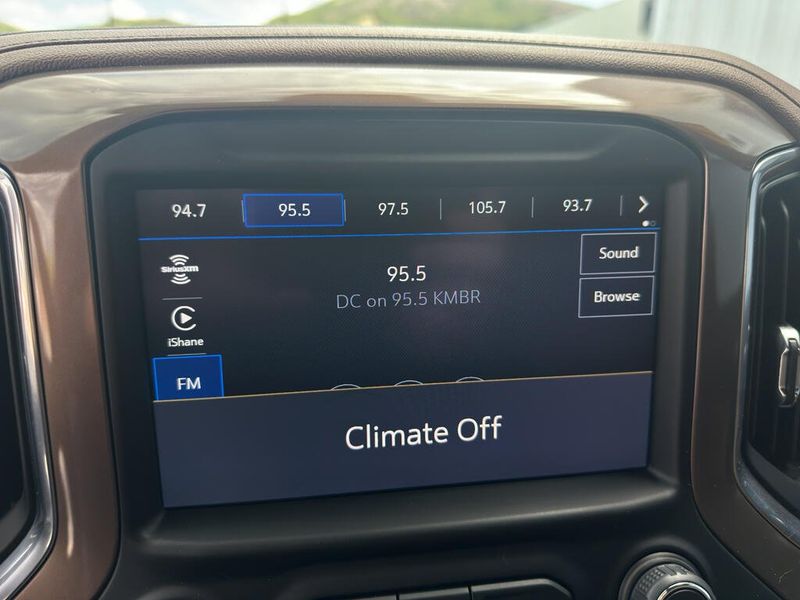 94.7 95.5 97.5 105.7 93.7
SiriusXM
95.5
Sound
DC on 95.5 KMBR
Browse
iShane
FM
Climate Off